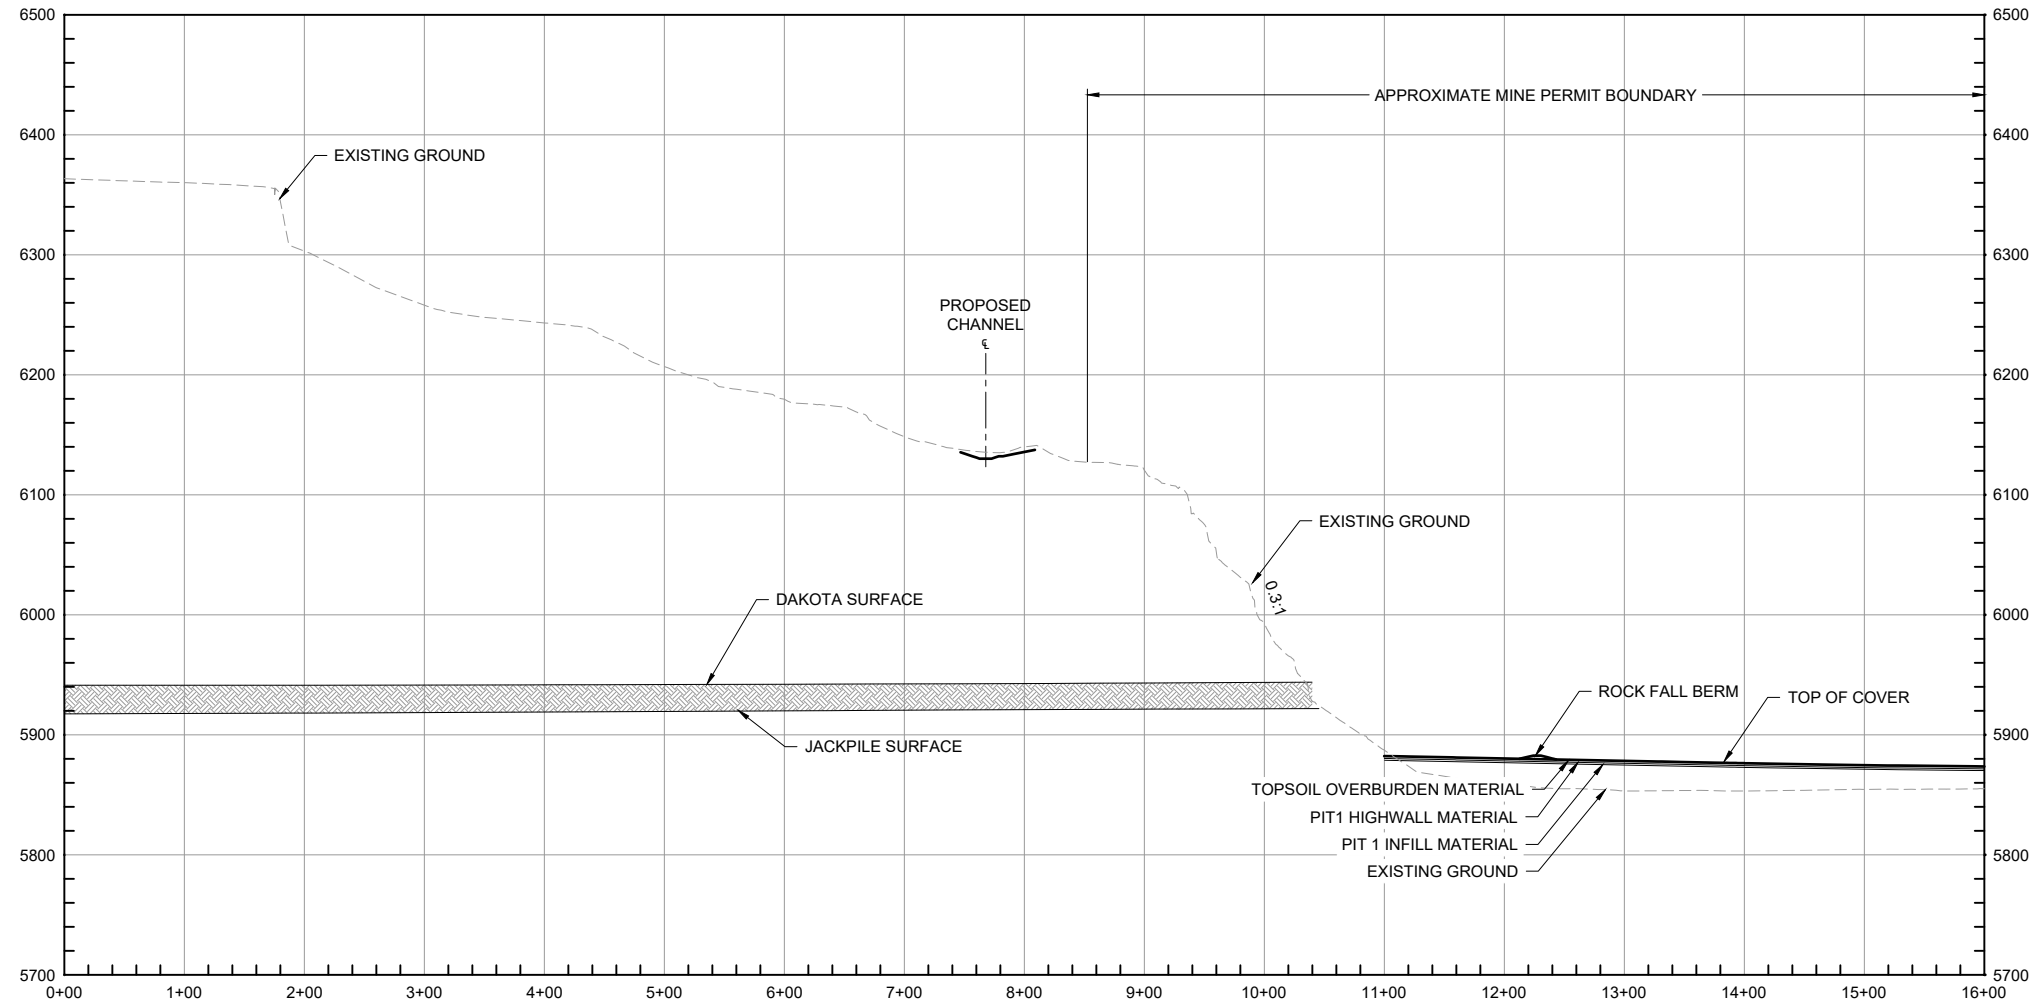 6500 6500
APPROXIMATE MINE PERMIT BOUNDARY
6400 6400
EXISTING GROUND
6300 6300
PROPOSED
CHANNEL
℄
6200 6200
6100 6100
EXISTING GROUND
0.3:1
6000 6000
DAKOTA SURFACE
ROCK FALL BERM
TOP OF COVER
5900 5900
JACKPILE SURFACE
TOPSOIL OVERBURDEN MATERIAL
PIT1 HIGHWALL MATERIAL
PIT 1 INFILL MATERIAL
5800 5800
EXISTING GROUND
5700 5700
0+00 1+00 2+00 3+00 4+00 5+00 6+00 7+00 8+00 9+00 10+00 11+00 12+00 13+00 14+00 15+00 16+00